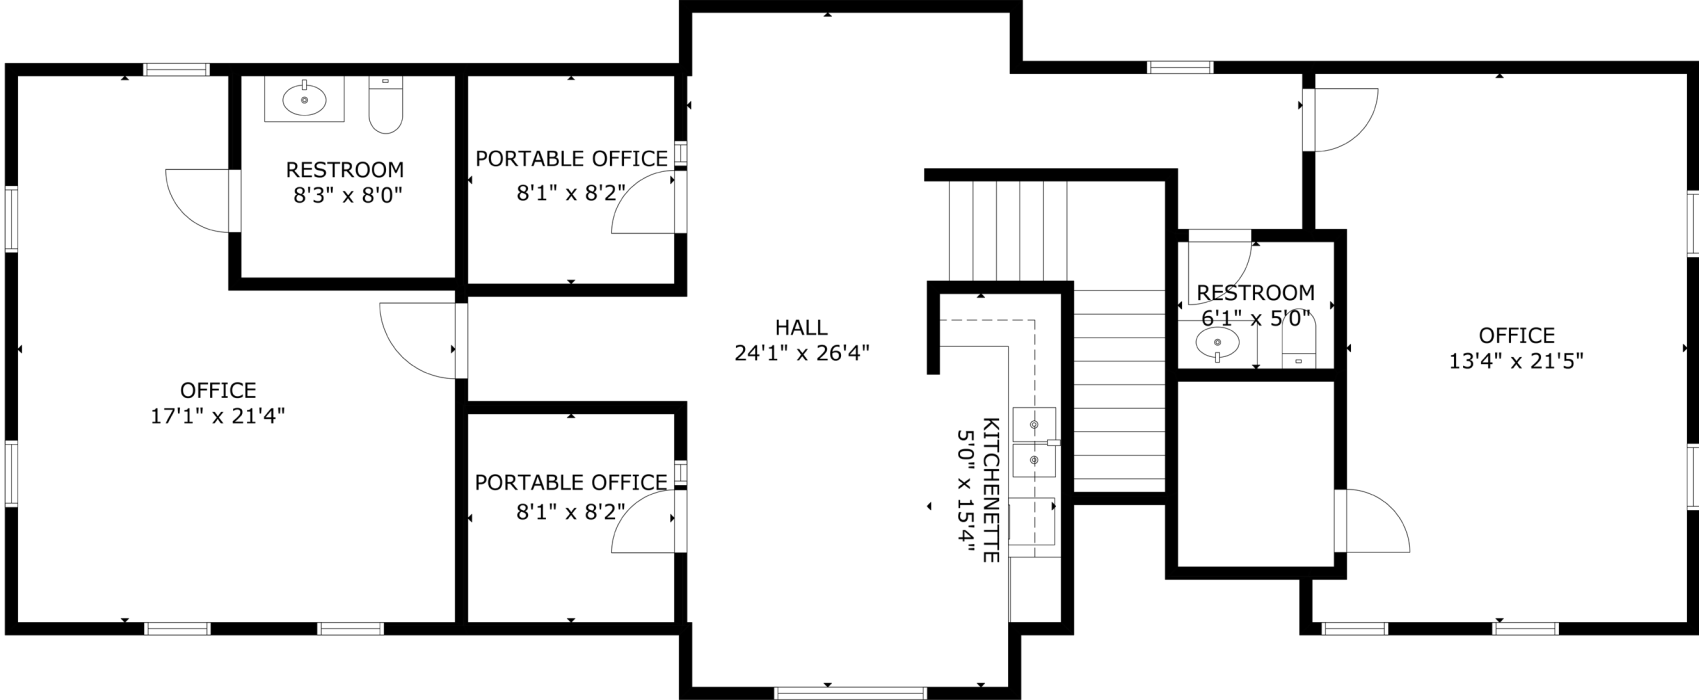 RESTROOM
8'3" x 8'0"
PORTABLE OFFICE
8'1" x 8'2"
OFFICE
17'1" x 21'4"
PORTABLE OFFICE
8'1" x 8'2"
HALL
24'1" x 26'4"
KITCHENETTE
5'0" x 15'4"
RESTROOM
6'1" x 5'0"
OFFICE
13'4" x 21'5"